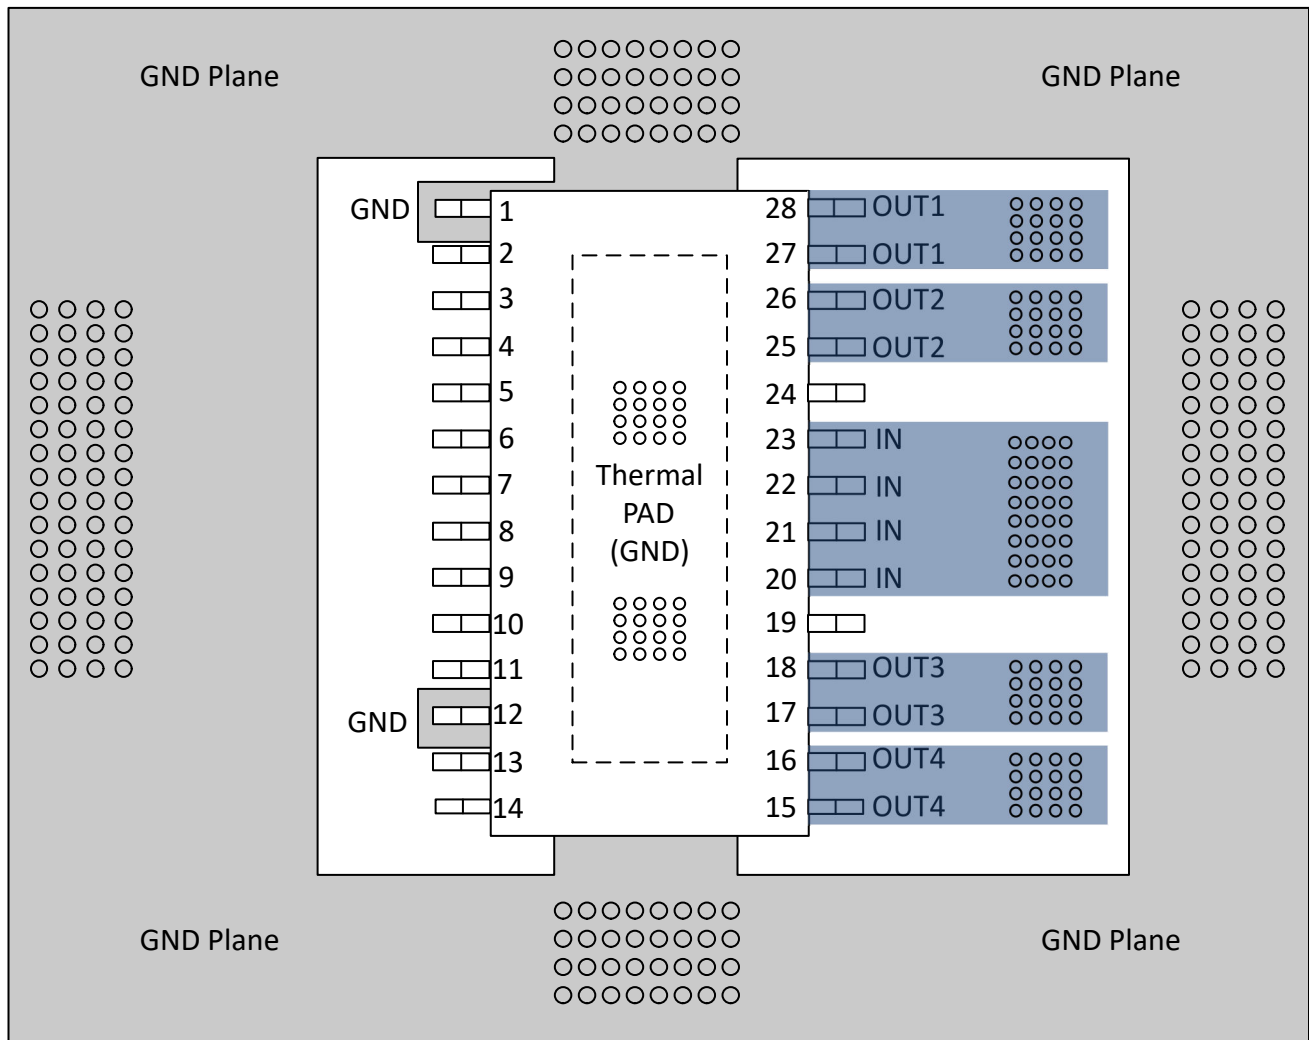 GND Plane
GND Plane
GND
1
28
OUT1
2
27
OUT1
3
26
OUT2
4
25
OUT2
5
24
6
23
IN
Thermal
PAD
(GND)
7
22
IN
8
21
IN
9
20
IN
10
19
11
18
OUT3
GND
12
17
OUT3
13
16
OUT4
14
15
OUT4
GND Plane
GND Plane